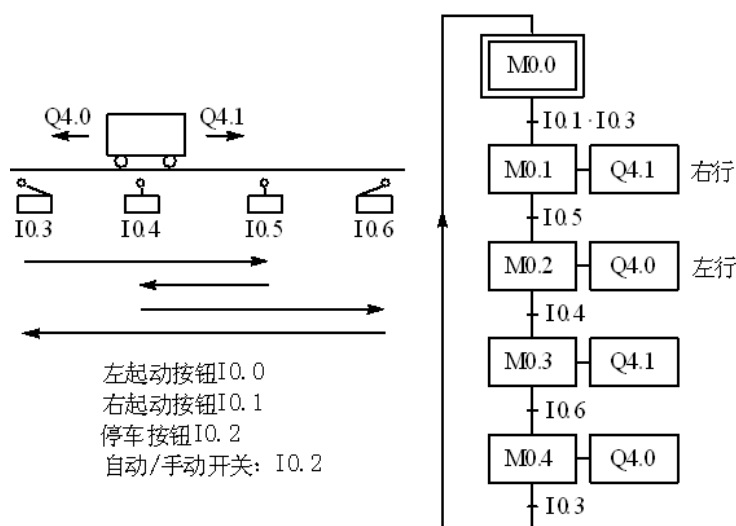 Q4.0
Q4.1
I0.3
I0.4
I0.5
I0.6
左起动按钮I0.0
右起动按钮I0.1
停车按钮I0.2
自动/手动开关: I0.2
M0.0
I0.1·I0.3
M0.1
Q4.1
右行
I0.5
M0.2
Q4.0
左行
I0.4
M0.3
Q4.1
I0.6
M0.4
Q4.0
I0.3